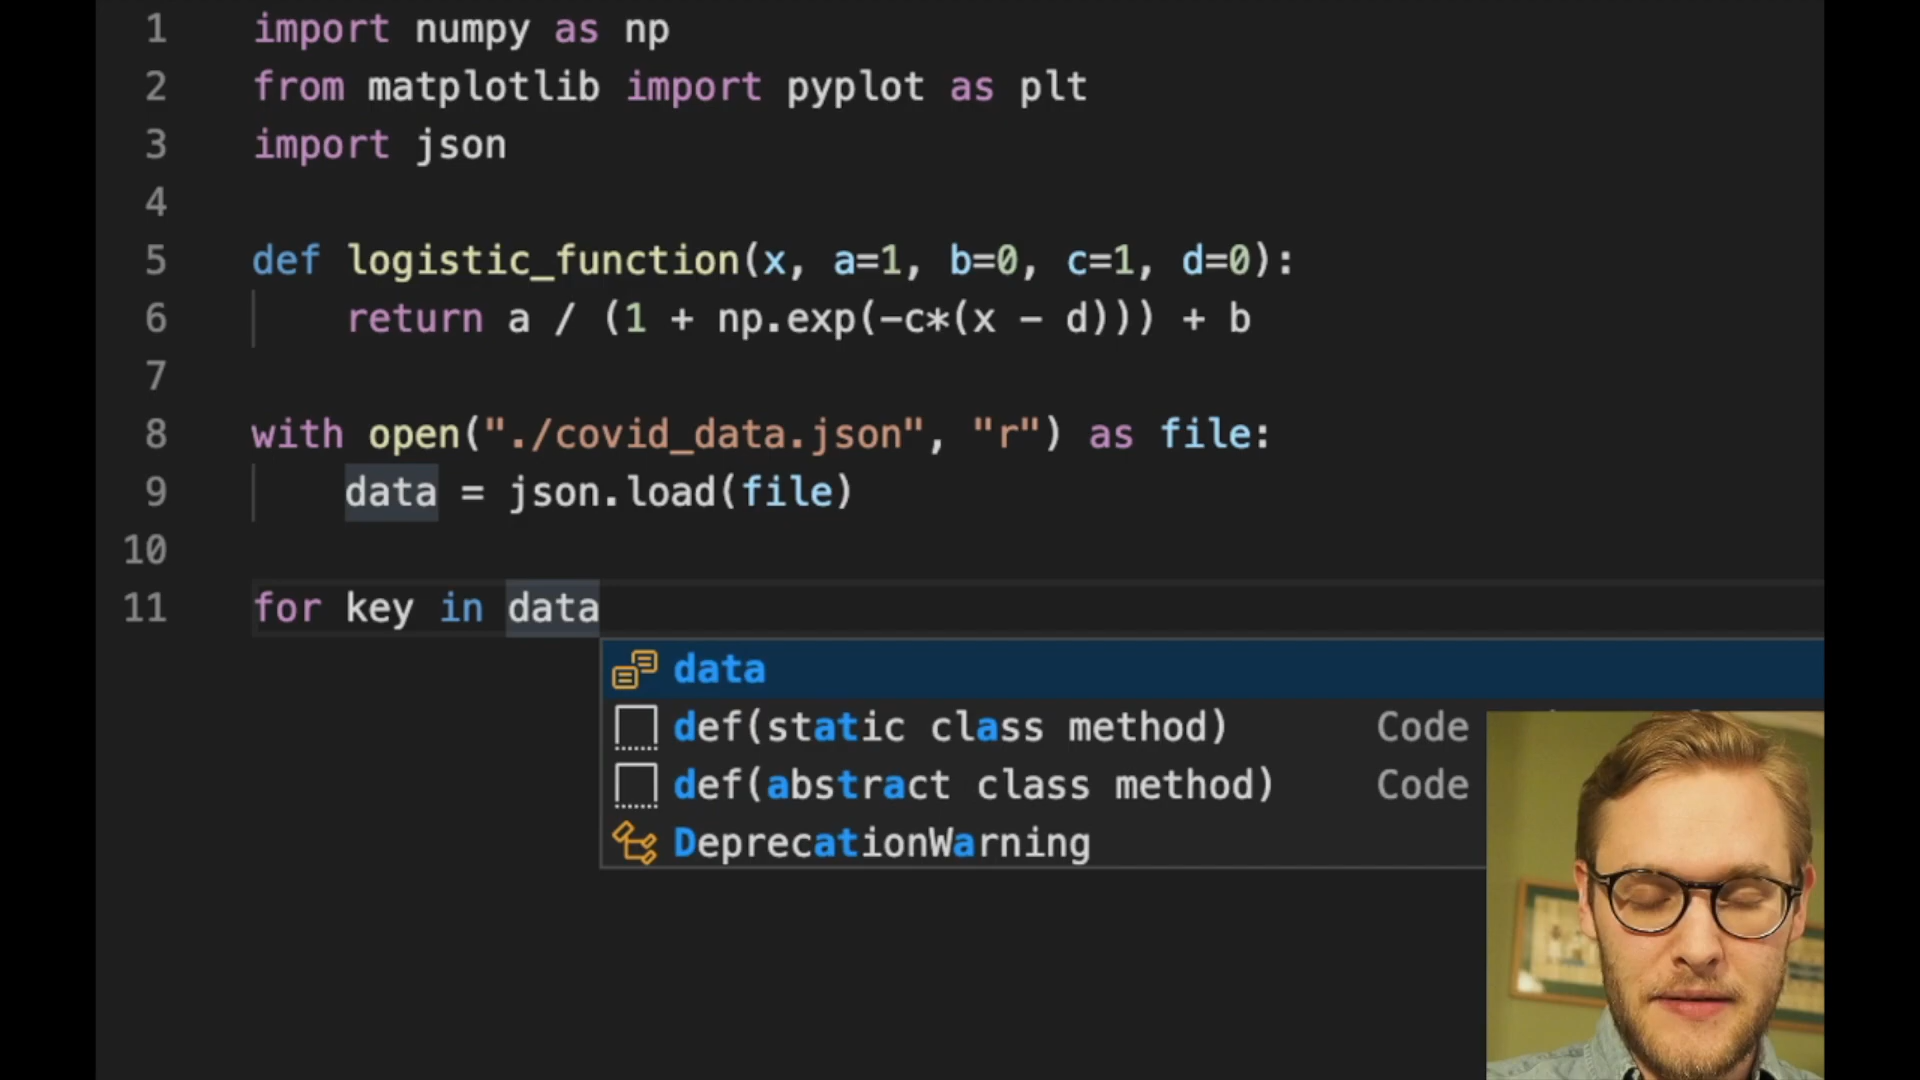 1 import numpy as np
2 from matplotlib import pyplot as plt
3 import json
4
5 def logistic_function(x, a=1, b=0, c=1, d=0):
6 return a / (1 + np.exp(-c*(x - d))) + b
7
8 with open("./covid_data.json", "r") as file:
9 data = json.load(file)
10
11 for key in data
data
def(static class method) Code
def(abstract class method) Code
DeprecationWarning